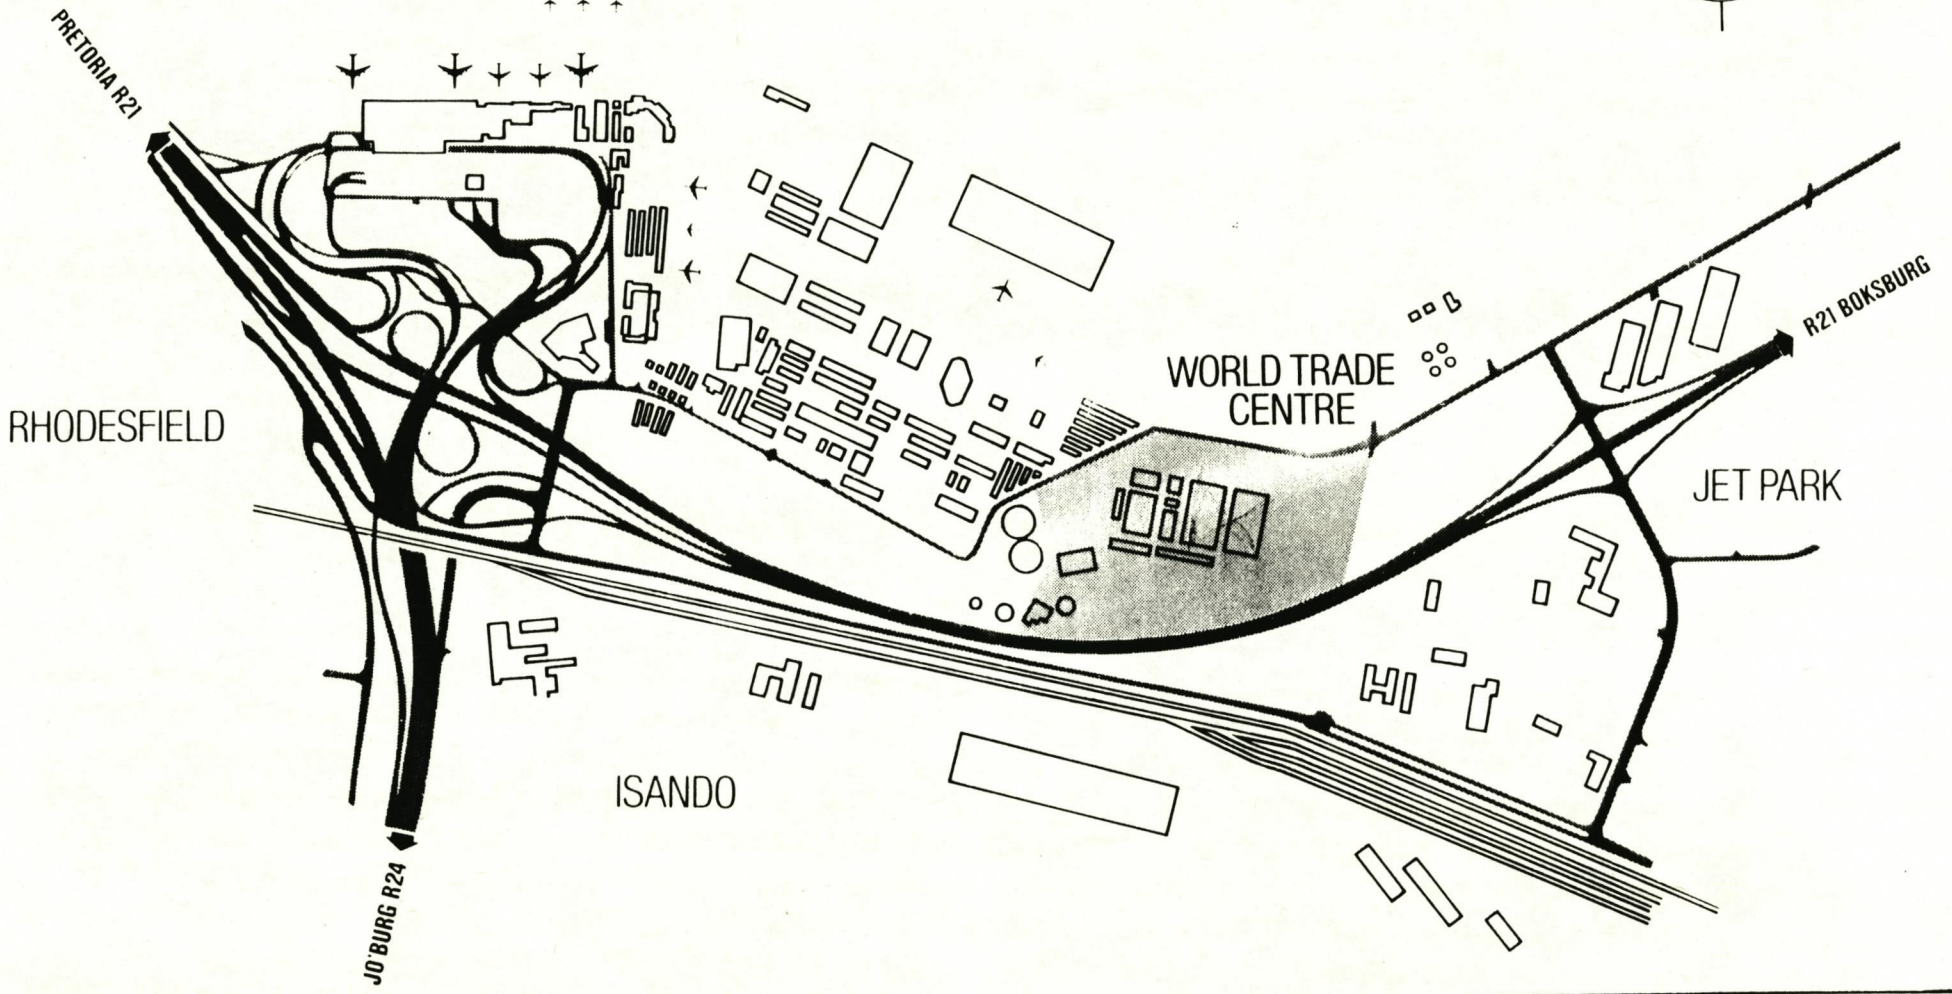 PRETORIA R21
R21 BOKSBURG
WORLD TRADE
CENTRE
RHODESFIELD
JET PARK
ISANDO
JO'BURG R24